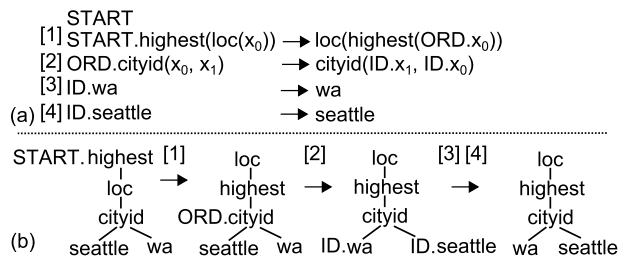 START
[1] START.highest(loc(x₀)) → loc(highest(ORD.x₀))
[2] ORD.cityid(x₀, x₁) → cityid(ID.x₁, ID.x₀)
[3] ID.wa → wa
(a) [4] ID.seattle → seattle
START.highest [1] loc [2] loc [3] [4] loc
loc → highest → highest → highest
cityid ORD.cityid cityid cityid
(b) seattle wa seattle wa ID.wa ID.seattle wa seattle